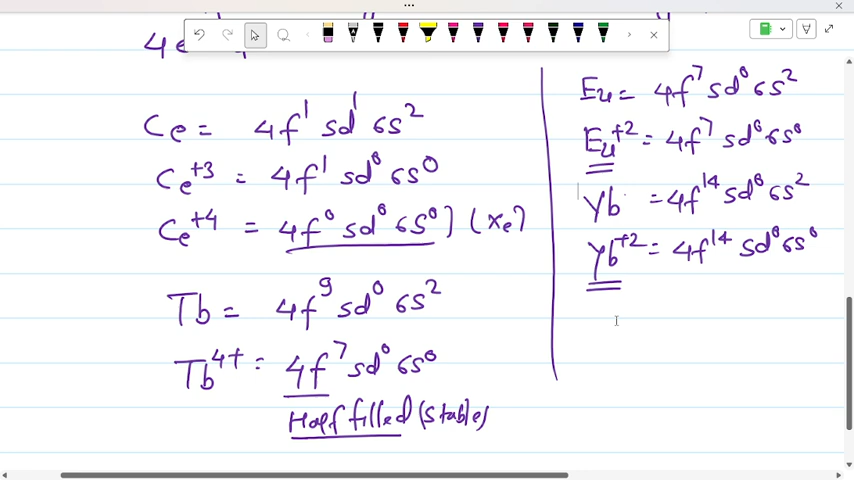 Ce = 4f¹ 5d¹ 6s²
Ce⁺³ = 4f¹ 5d⁰ 6s⁰
Ce⁺⁴ = 4f⁰ 5d⁰ 6s⁰] (Xe)
Tb = 4f⁹ 5d⁰ 6s²
Tb⁴⁺ = 4f⁷ 5d⁰ 6s⁰
Half filled (stable)
Eu = 4f⁷ 5d⁰ 6s²
Eu⁺² = 4f⁷ 5d⁰ 6s⁰
Yb = 4f¹⁴ 5d⁰ 6s²
Yb⁺² = 4f¹⁴ 5d⁰ 6s⁰